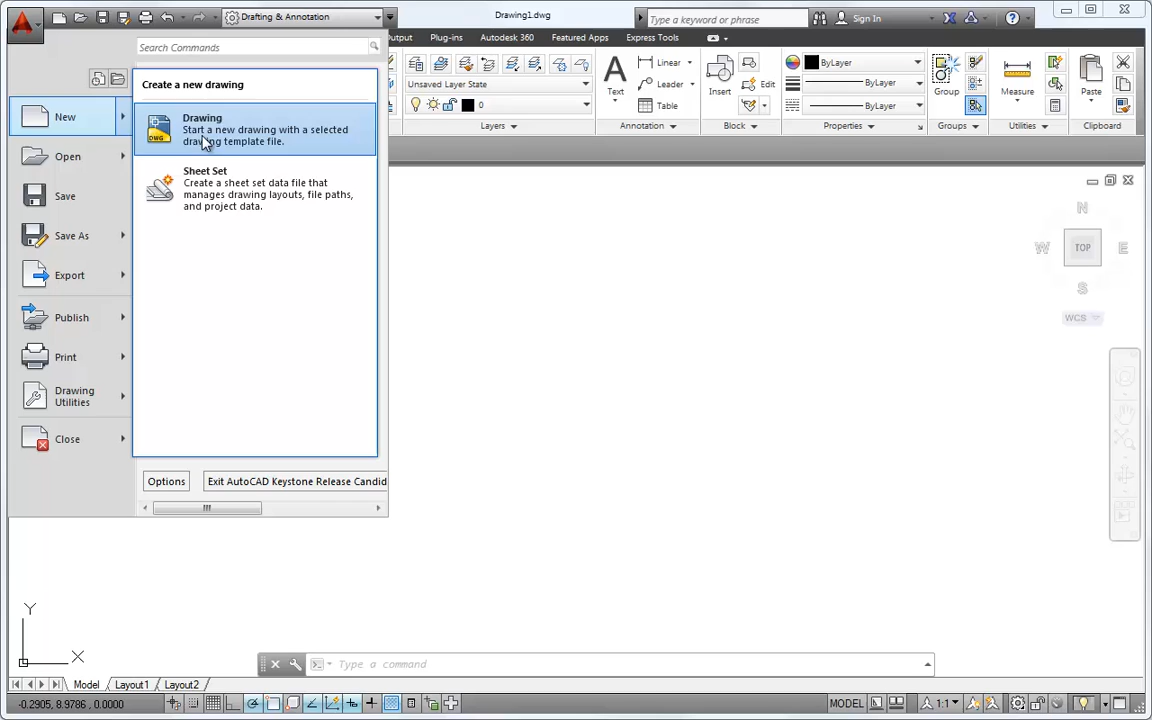 Drafting & Annotation
Drawing1.dwg
Type a keyword or phrase
Sign In
Search Commands
Output
Plug-ins
Autodesk 360
Featured Apps
Express Tools
Create a new drawing
New
Drawing
Start a new drawing with a selected
drawing template file.
Sheet Set
Create a sheet set data file that
manages drawing layouts, file paths,
and project data.
Open
Save
Save As
Export
Publish
Print
Drawing
Utilities
Close
Options
Exit AutoCAD Keystone Release Candid
Unsaved Layer State
0
Layers
Text
Linear
Leader
Table
Insert
Edit
Block
ByLayer
ByLayer
ByLayer
Properties
Group
Groups
Measure
Utilities
Paste
Clipboard
N
W
TOP
E
S
WCS
Y
X
Type a command
Model
Layout1
Layout2
-0.2905, 8.9786, 0.0000
MODEL
1:1